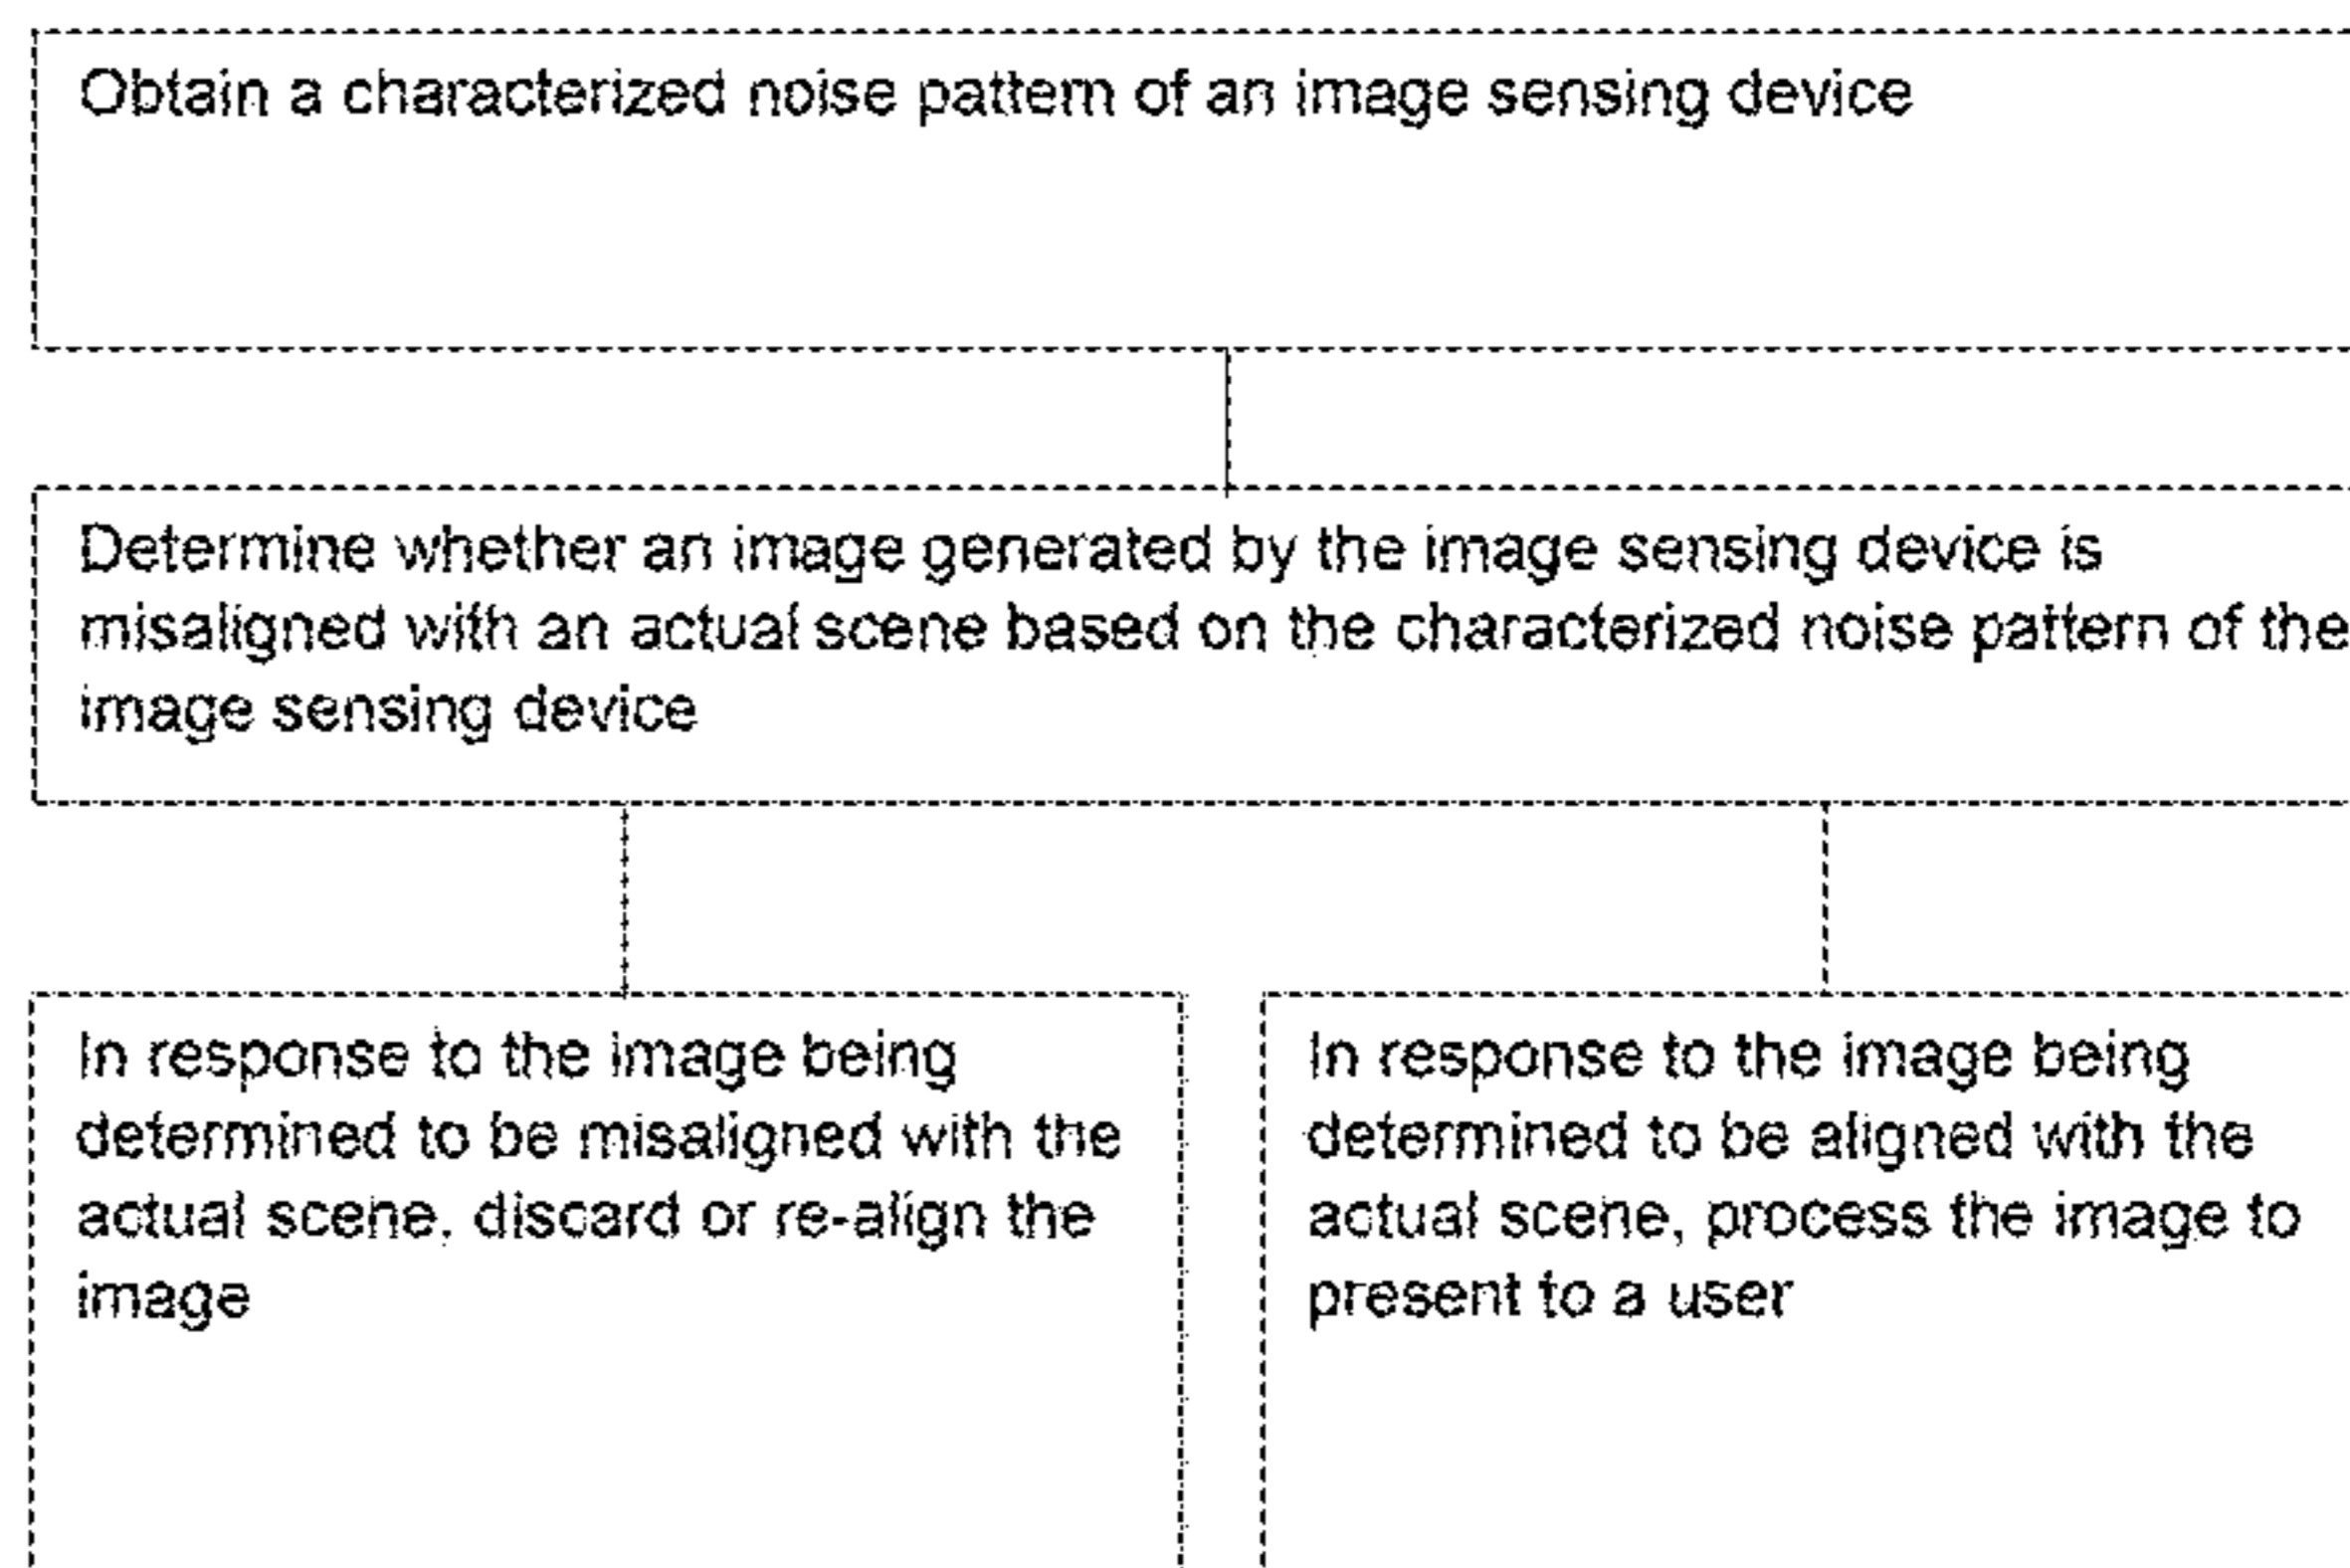 Obtain a characterized noise pattern of an image sensing device
Determine whether an image generated by the image sensing device is
misaligned with an actual scene based on the characterized noise pattern of the
image sensing device
In response to the image being
determined to be misaligned with the
actual scene, discard or re-align the
image
In response to the image being
determined to be aligned with the
actual scene, process the image to
present to a user